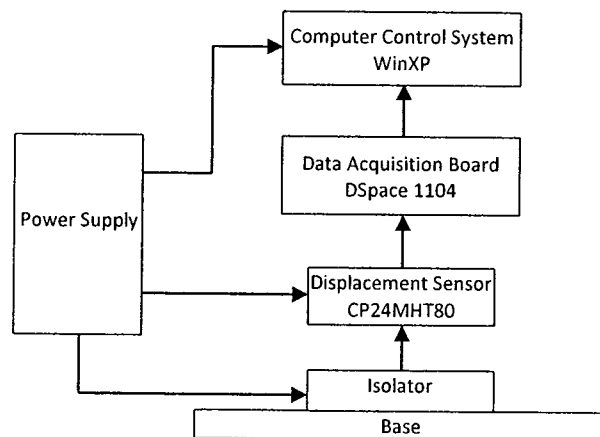 Computer Control System
WinXP
Data Acquisition Board
DSpace 1104
Power Supply
Displacement Sensor
CP24MHT80
Isolator
Base